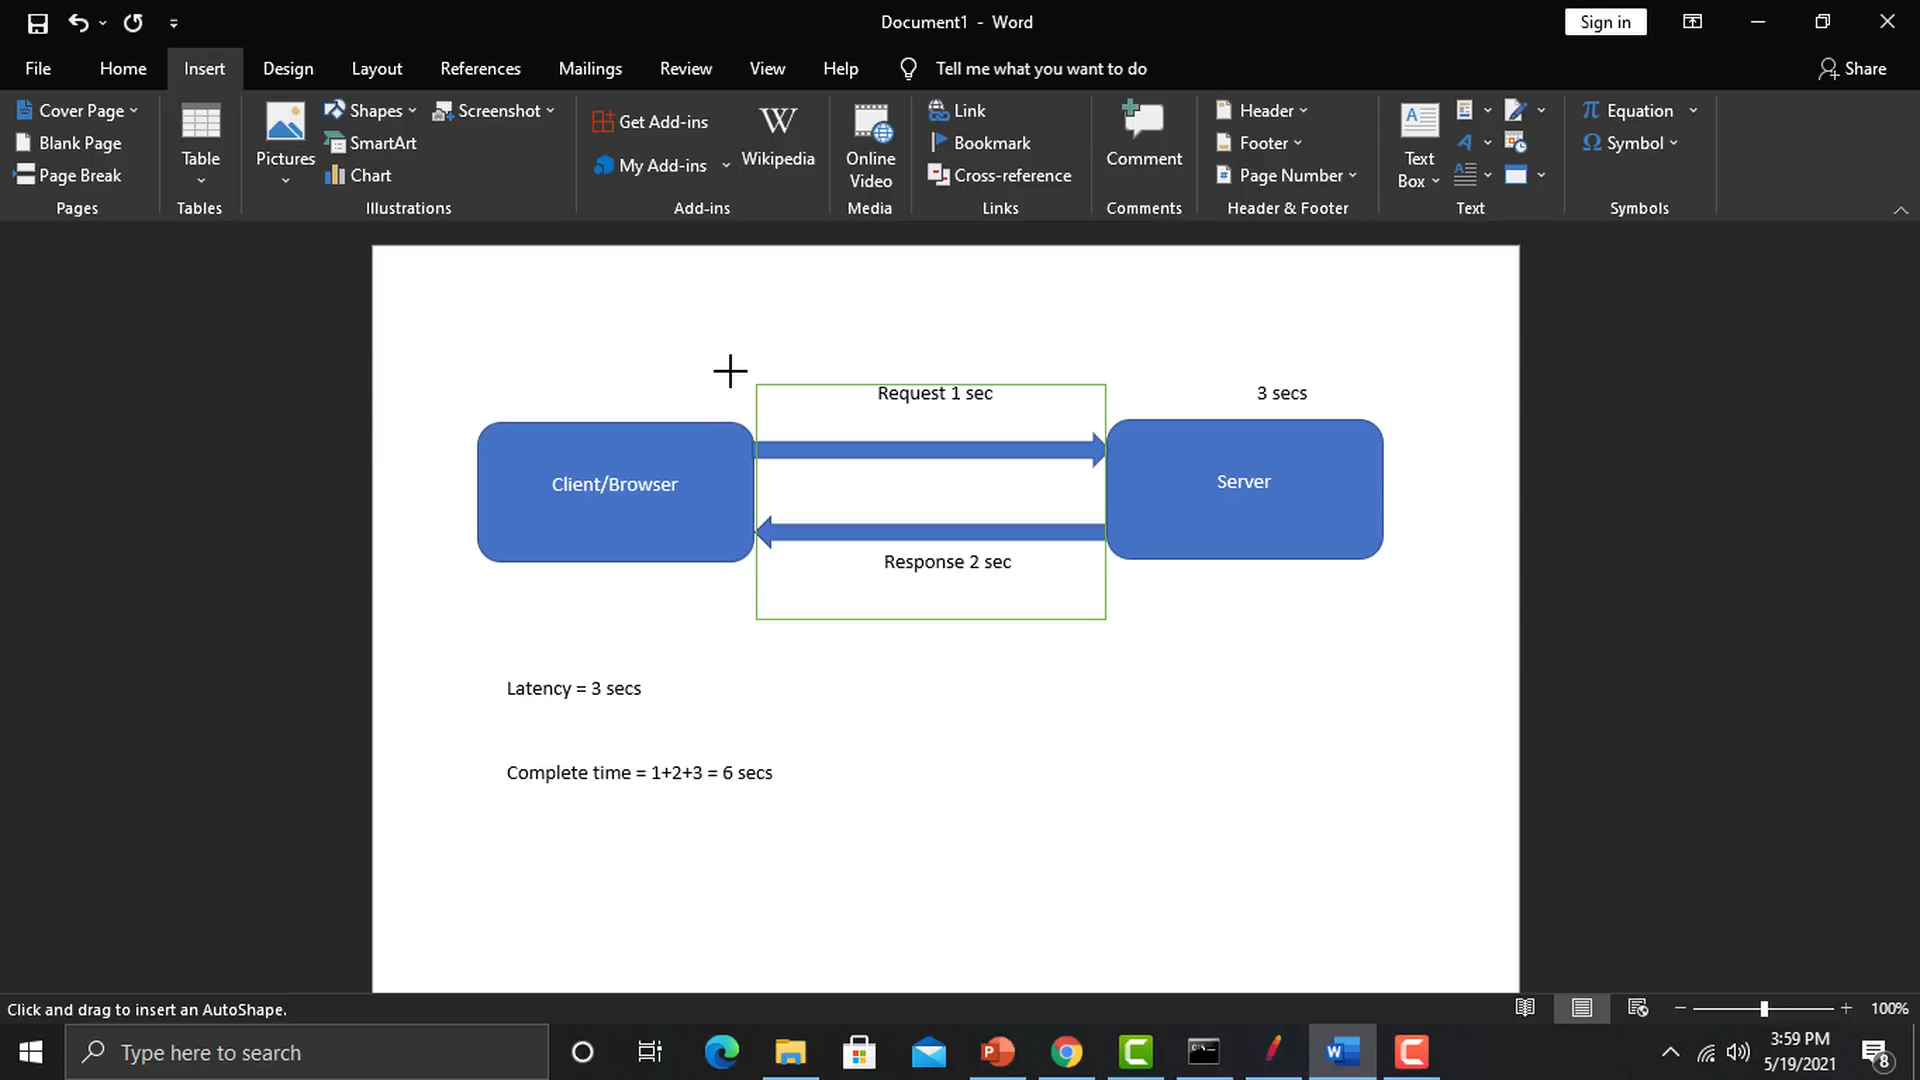 Document1 - Word
Sign in
File Home Insert Design Layout References Mailings Review View Help Tell me what you want to do Share
Cover Page
Blank Page
Page Break
Pages
Table
Tables
Pictures
Shapes
SmartArt
Chart
Screenshot
Illustrations
Get Add-ins
My Add-ins
Wikipedia
Add-ins
Online
Video
Media
Link
Bookmark
Cross-reference
Links
Comment
Comments
Header
Footer
Page Number
Header & Footer
Text
Box
Text
Equation
Symbol
Symbols
Request 1 sec
3 secs
Client/Browser
Server
Response 2 sec
Latency = 3 secs
Complete time = 1+2+3 = 6 secs
Click and drag to insert an AutoShape.
100%
Type here to search
3:59 PM
5/19/2021
8